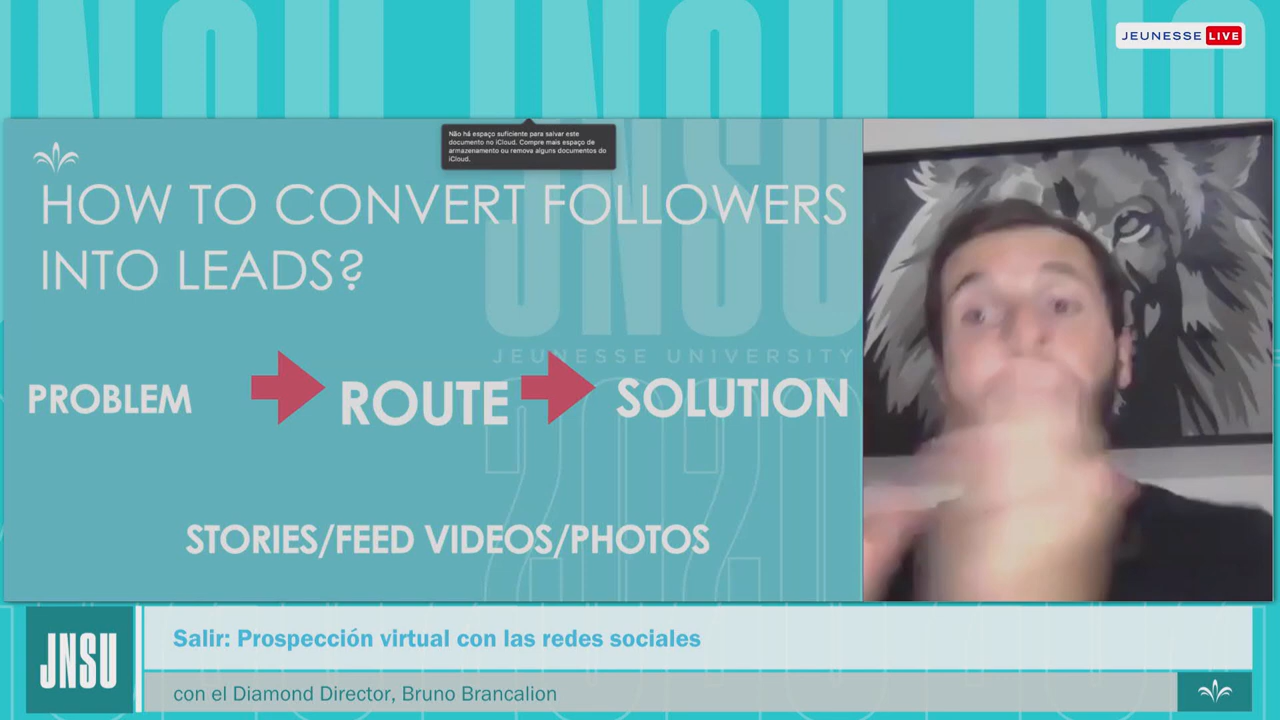 JEUNESSE LIVE
Não há espaço suficiente para salvar este
documento no iCloud. Compre mais espaço de
armazenamento ou remova alguns documentos do
iCloud.
HOW TO CONVERT FOLLOWERS
INTO LEADS?
JNSU
JEUNESSE UNIVERSITY
2020
PROBLEM
ROUTE
SOLUTION
STORIES/FEED VIDEOS/PHOTOS
JNSU
Salir: Prospección virtual con las redes sociales
con el Diamond Director, Bruno Brancalion